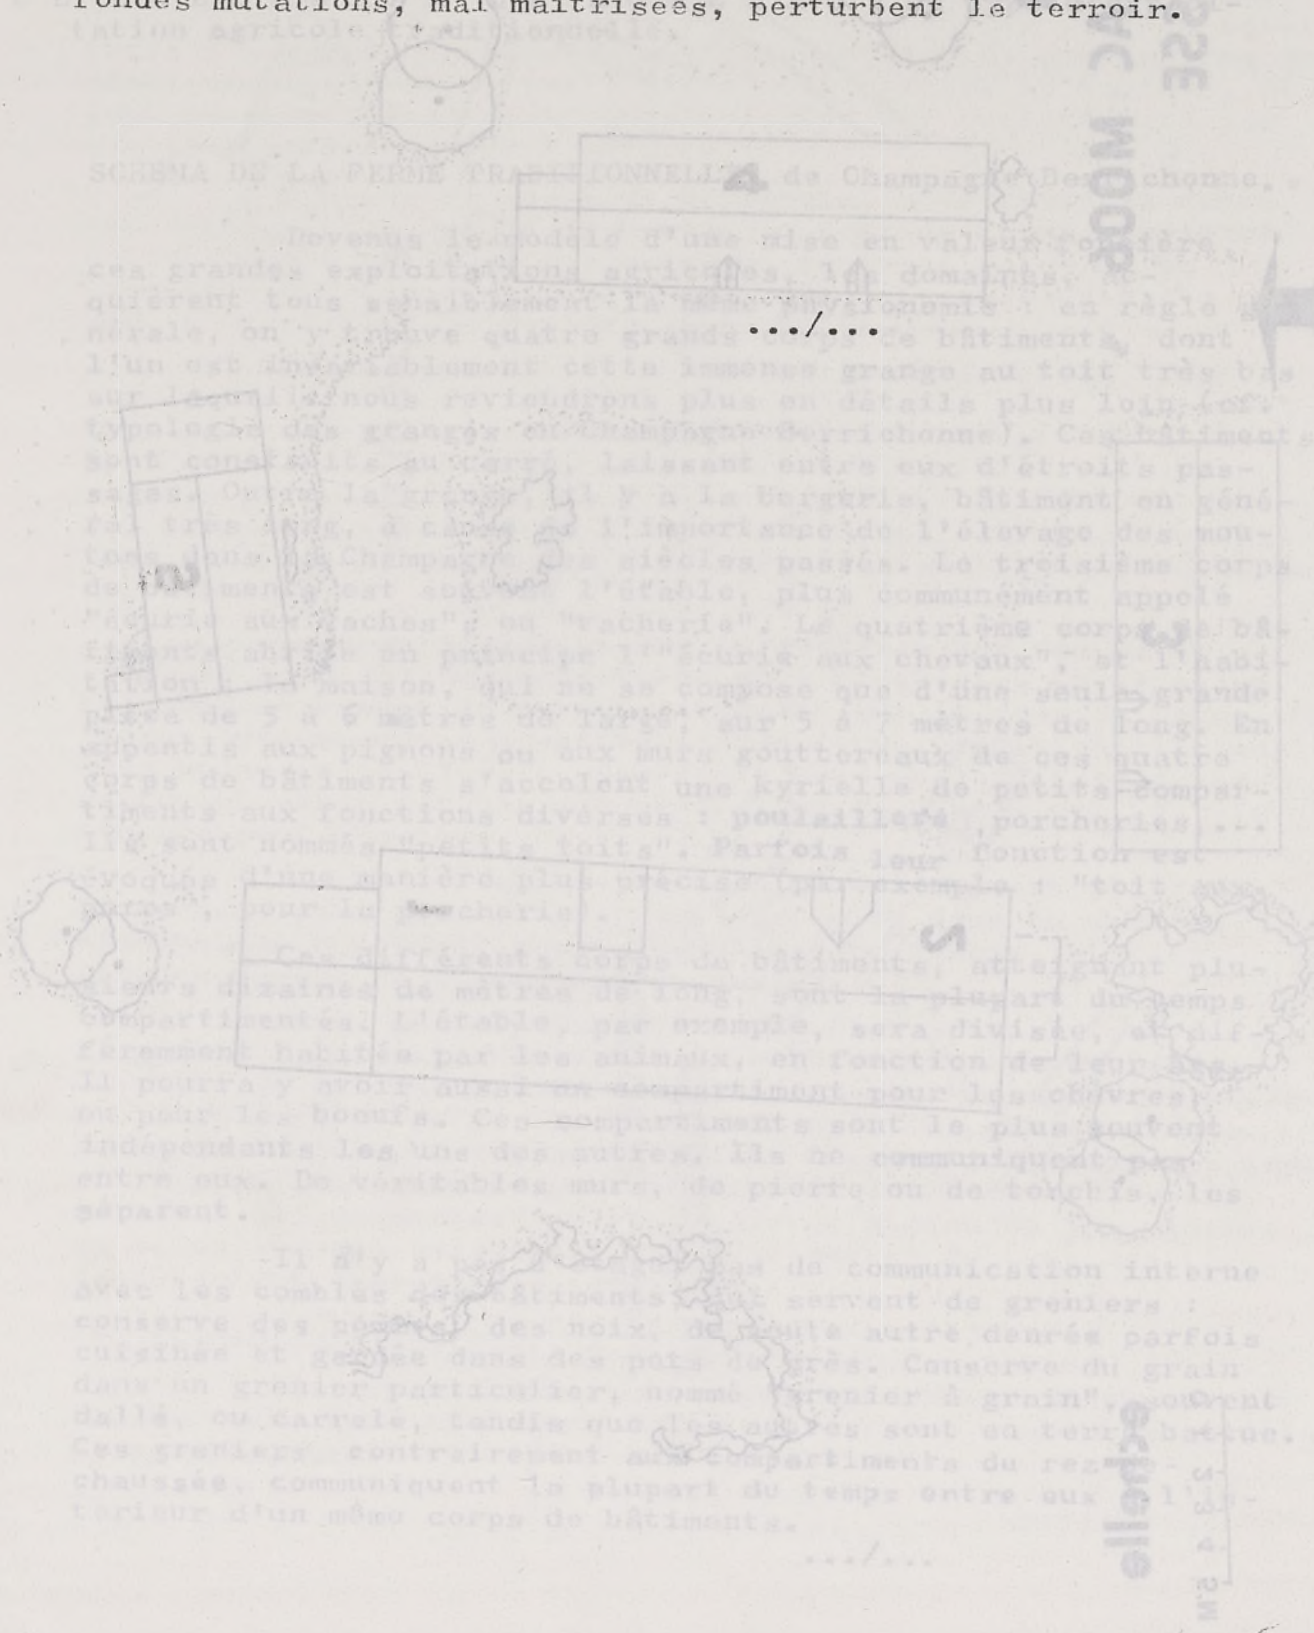 fondes mutations, mal maîtrisées, perturbent le terroir.
tation agricole traditionnelle.
SCHEMA DE LA FERME TRADITIONNELLE de Champagne Berrichonne.
Devenus le modèle d'une mise en valeur foncière,
ces grandes exploitations agricoles, les domaines, ac-
quièrent tous sensiblement la même physionomie : en règle gé-
.../...
nérale, on y trouve quatre grands corps de bâtiments, dont
l'un est invariablement cette immense grange au toit très bas
sur laquelle nous reviendrons plus en détails plus loin (cf.
typologie des granges en Champagne Berrichonne). Ces bâtiments
sont construits au carré, laissant entre eux d'étroits pas-
sages. Outre la grange, il y a la bergerie, bâtiment en géné-
ral très long, à cause de l'importance de l'élevage des mou-
tons dans la Champagne des siècles passés. Le troisième corps
de bâtiments est souvent l'étable, plus communément appelé
"écurie aux vaches", ou "vacherie". Le quatrième corps de bâ-
timents abrite en principe l'"écurie aux chevaux", et l'habi-
tation : la maison, qui ne se compose que d'une seule grande
pièce de 5 à 6 mètres de large, sur 5 à 7 mètres de long. En
appentis aux pignons ou aux murs gouttereaux de ces quatre
corps de bâtiments s'accolent une kyrielle de petits compar-
timents aux fonctions diverses : poulaillers, porcheries,...
Ils sont nommés "petits toits". Parfois leur fonction est
évoquée d'une manière plus précise (par exemple : "toit aux
pour la porcherie).
Ces différents corps de bâtiments, atteignant plu-
sieurs dizaines de mètres de long, sont la plupart du temps
compartimentés. L'étable, par exemple, sera divisée, et dif-
féremment habitée par les animaux, en fonction de leur âge.
Il pourra y avoir aussi un compartiment pour les chèvres,
ou pour les boeufs. Ces compartiments sont le plus souvent
indépendants les uns des autres. Ils ne communiquent pas
entre eux. De véritables murs, de pierre ou de torchis, les
séparent.
Il n'y a pas de communication interne
avec les combles des bâtiments, qui servent de greniers :
conserve des pommes, des noix, de toute autre denrée parfois
cuisinée et gardée dans des pots de grès. Conserve du grain
dans un grenier particulier, nommé "grenier à grain", souvent
dallé, ou carrelé, tandis que les autres sont en terre battue.
Ces greniers, contrairement aux compartiments du rez-de-
chaussée, communiquent la plupart du temps entre eux à l'in-
térieur d'un même corps de bâtiments.
.../...
4
5
3
1
2
echelle
0 1 2 3 4 5M